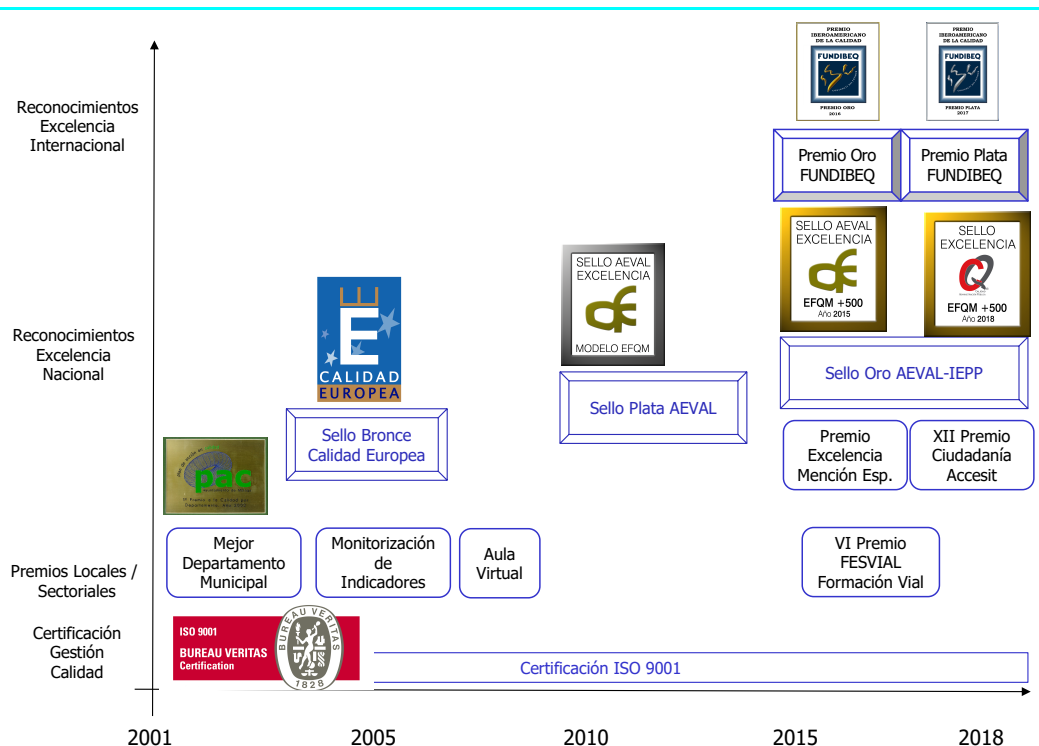 PREMIO
IBEROAMERICANO
DE LA CALIDAD
FUNDIBEQ
PREMIO ORO
2016
PREMIO
IBEROAMERICANO
DE LA CALIDAD
FUNDIBEQ
PREMIO PLATA
2017
Reconocimientos
Excelencia
Internacional
Premio Oro
FUNDIBEQ
Premio Plata
FUNDIBEQ
SELLO AEVAL
EXCELENCIA
EFQM +500
Año 2015
SELLO
EXCELENCIA
EFQM +500
Año 2018
SELLO AEVAL
EXCELENCIA
MODELO EFQM
CALIDAD
EUROPEA
Reconocimientos
Excelencia
Nacional
Sello Oro AEVAL-IEPP
Sello Plata AEVAL
Sello Bronce
Calidad Europea
Premio
Excelencia
Mención Esp.
XII Premio
Ciudadanía
Accesit
pac
Premios Locales /
Sectoriales
Mejor
Departamento
Municipal
Monitorización
de
Indicadores
Aula
Virtual
VI Premio
FESVIAL
Formación Vial
Certificación
Gestión
Calidad
ISO 9001
BUREAU VERITAS
Certification
BUREAU VERITAS
1828
Certificación ISO 9001
2001
2005
2010
2015
2018